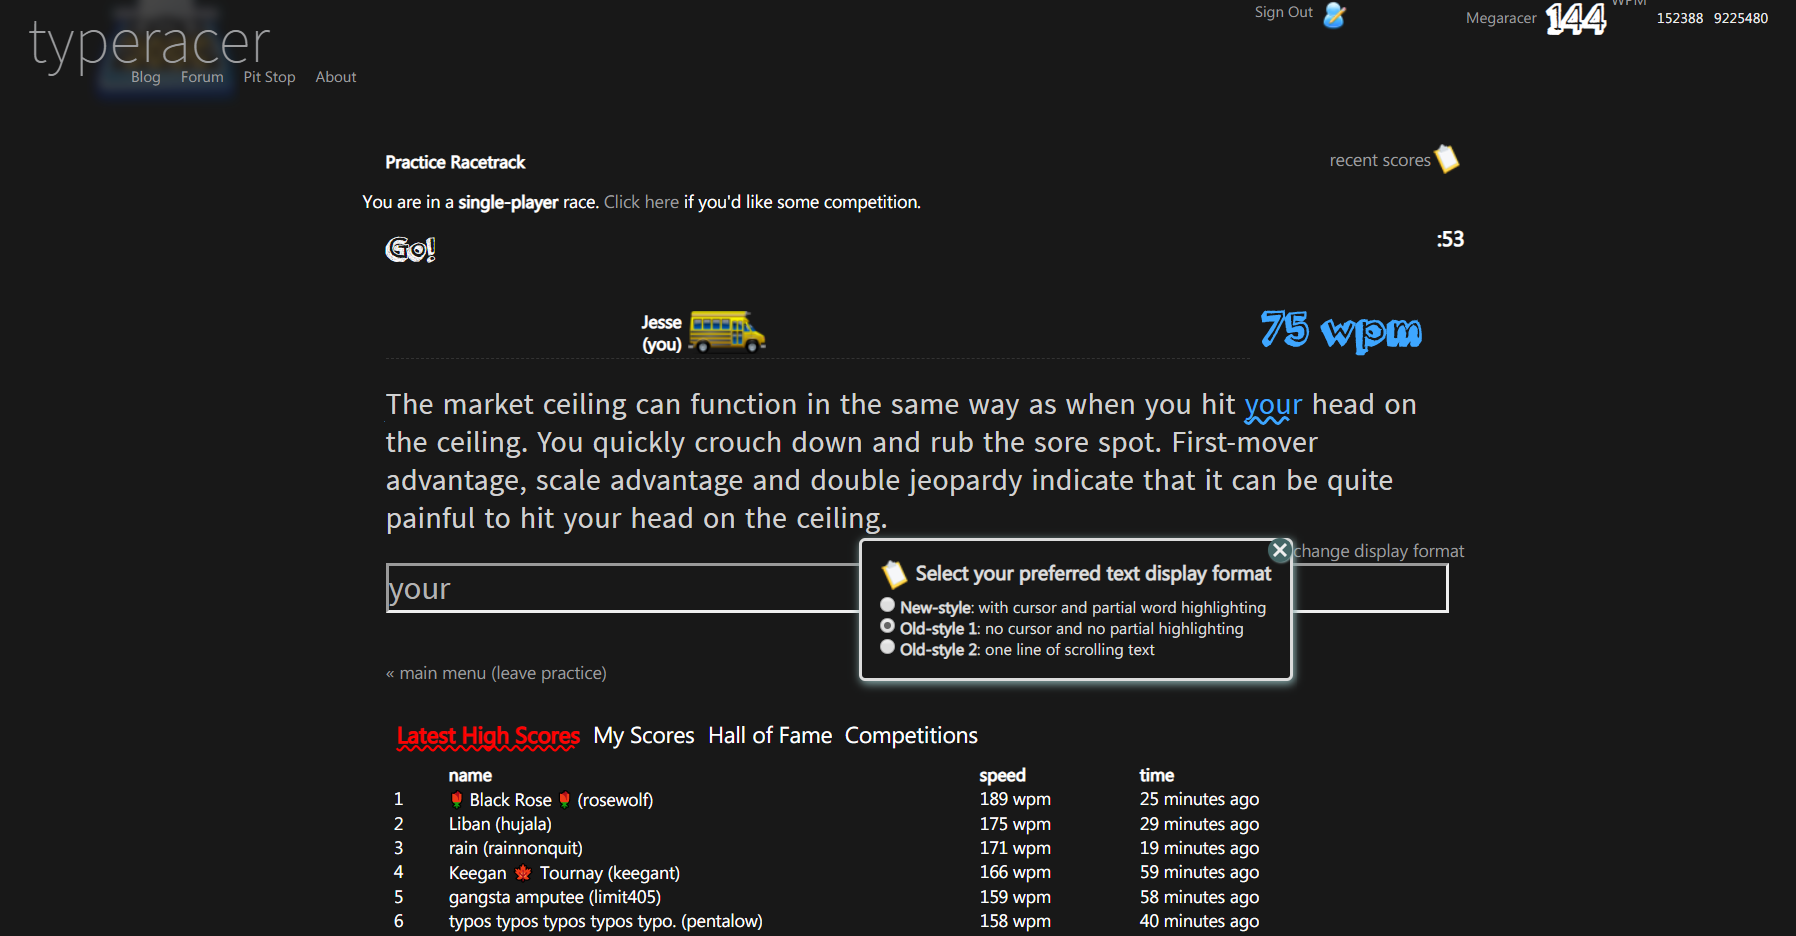 typeracer
Blog Forum Pit Stop About
Sign Out
Megaracer 144 WPM 152388 9225480
Practice Racetrack
recent scores
You are in a single-player race. Click here if you'd like some competition.
Go!
:53
Jesse
(you)
75 wpm
The market ceiling can function in the same way as when you hit your head on
the ceiling. You quickly crouch down and rub the sore spot. First-mover
advantage, scale advantage and double jeopardy indicate that it can be quite
painful to hit your head on the ceiling.
change display format
your
Select your preferred text display format
New-style: with cursor and partial word highlighting
Old-style 1: no cursor and no partial highlighting
Old-style 2: one line of scrolling text
« main menu (leave practice)
Latest High Scores My Scores Hall of Fame Competitions
name speed time
1 🌹 Black Rose 🌹 (rosewolf) 189 wpm 25 minutes ago
2 Liban (hujala) 175 wpm 29 minutes ago
3 rain (rainnonquit) 171 wpm 19 minutes ago
4 Keegan 🍁 Tournay (keegant) 166 wpm 59 minutes ago
5 gangsta amputee (limit405) 159 wpm 58 minutes ago
6 typos typos typos typos typo. (pentalow) 158 wpm 40 minutes ago